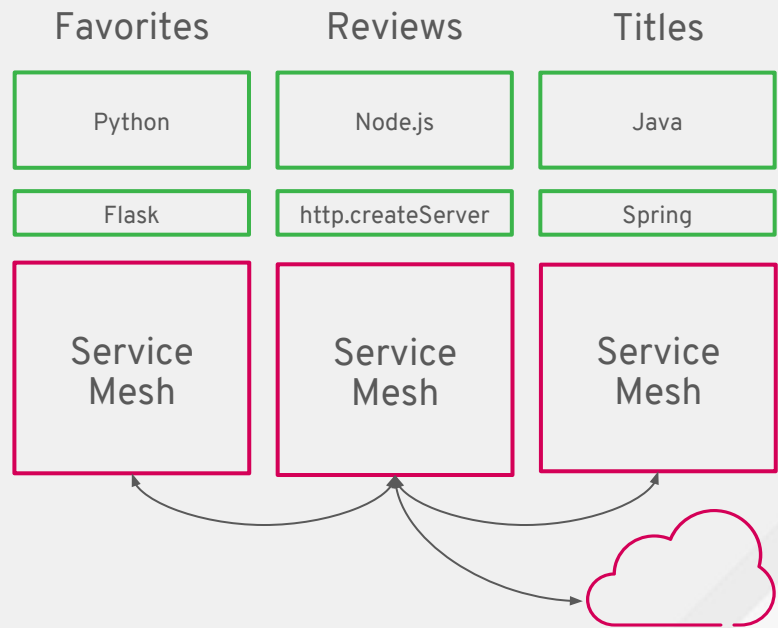 Favorites
Reviews
Titles
Python
Node.js
Java
Flask
http.createServer
Spring
Service
Mesh
Service
Mesh
Service
Mesh